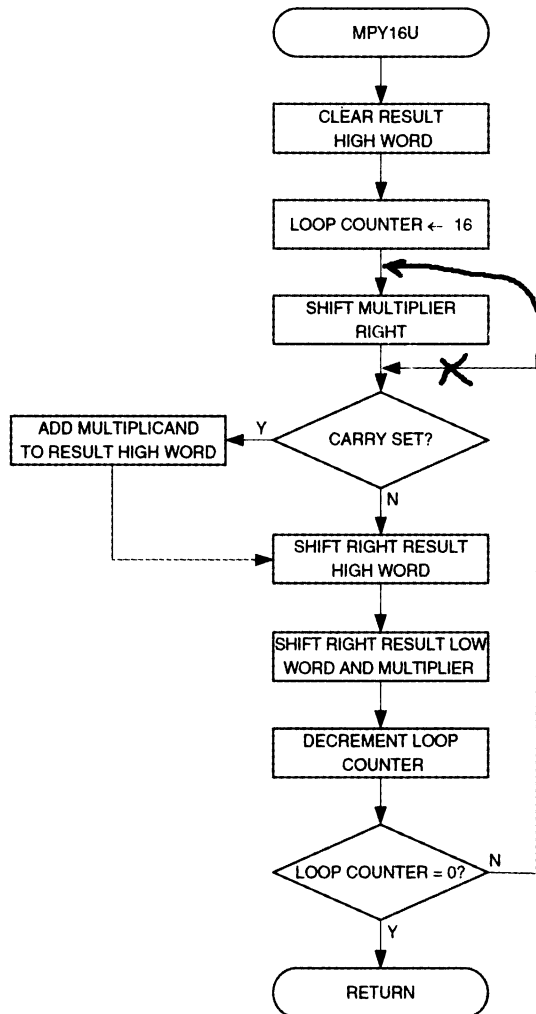 MPY16U
CLEAR RESULT
HIGH WORD
LOOP COUNTER ← 16
SHIFT MULTIPLIER
RIGHT
CARRY SET?
Y
ADD MULTIPLICAND
TO RESULT HIGH WORD
N
SHIFT RIGHT RESULT
HIGH WORD
SHIFT RIGHT RESULT LOW
WORD AND MULTIPLIER
DECREMENT LOOP
COUNTER
LOOP COUNTER = 0?
N
Y
RETURN